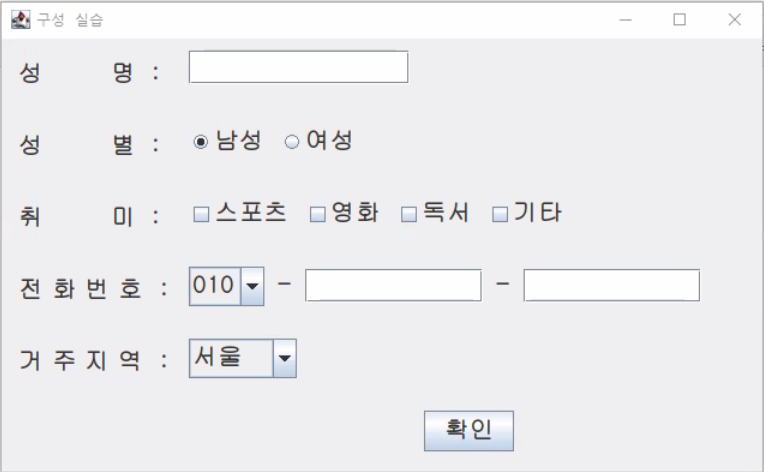 구성 실습
성 명 :
성 별 : 남성 여성
취 미 : 스포츠 영화 독서 기타
전 화 번 호 : 010 - -
거 주 지 역 : 서울
확인